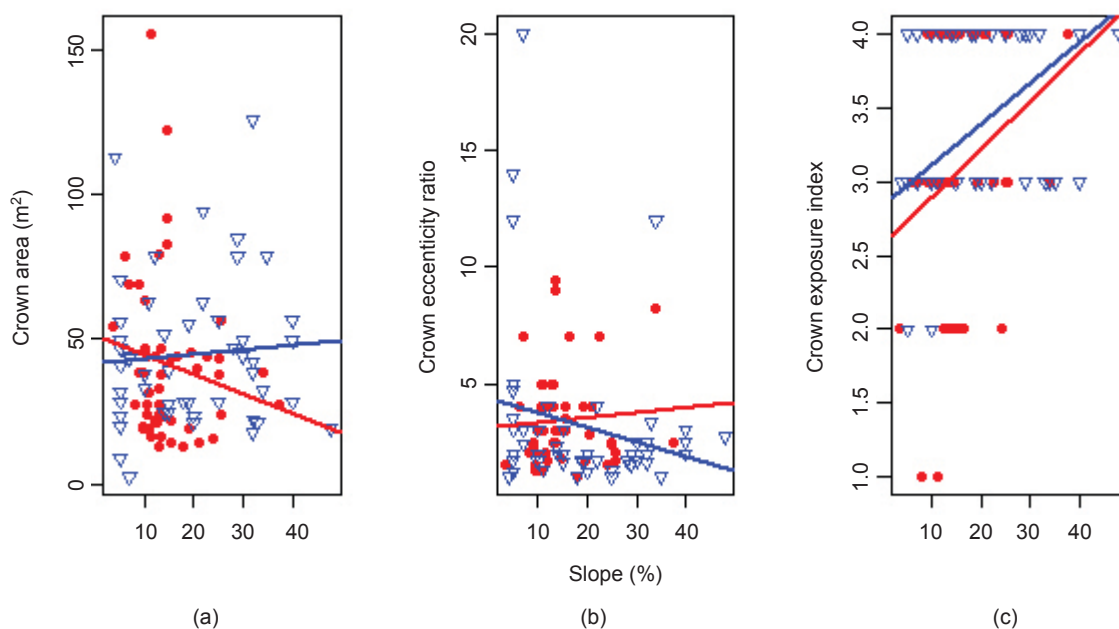 Crown area (m²)
150
100
50
0
10 20 30 40
(a)
Crown eccenticity ratio
20
15
10
5
10 20 30 40
Slope (%)
(b)
Crown exposure index
4.0
3.5
3.0
2.5
2.0
1.5
1.0
10 20 30 40
(c)